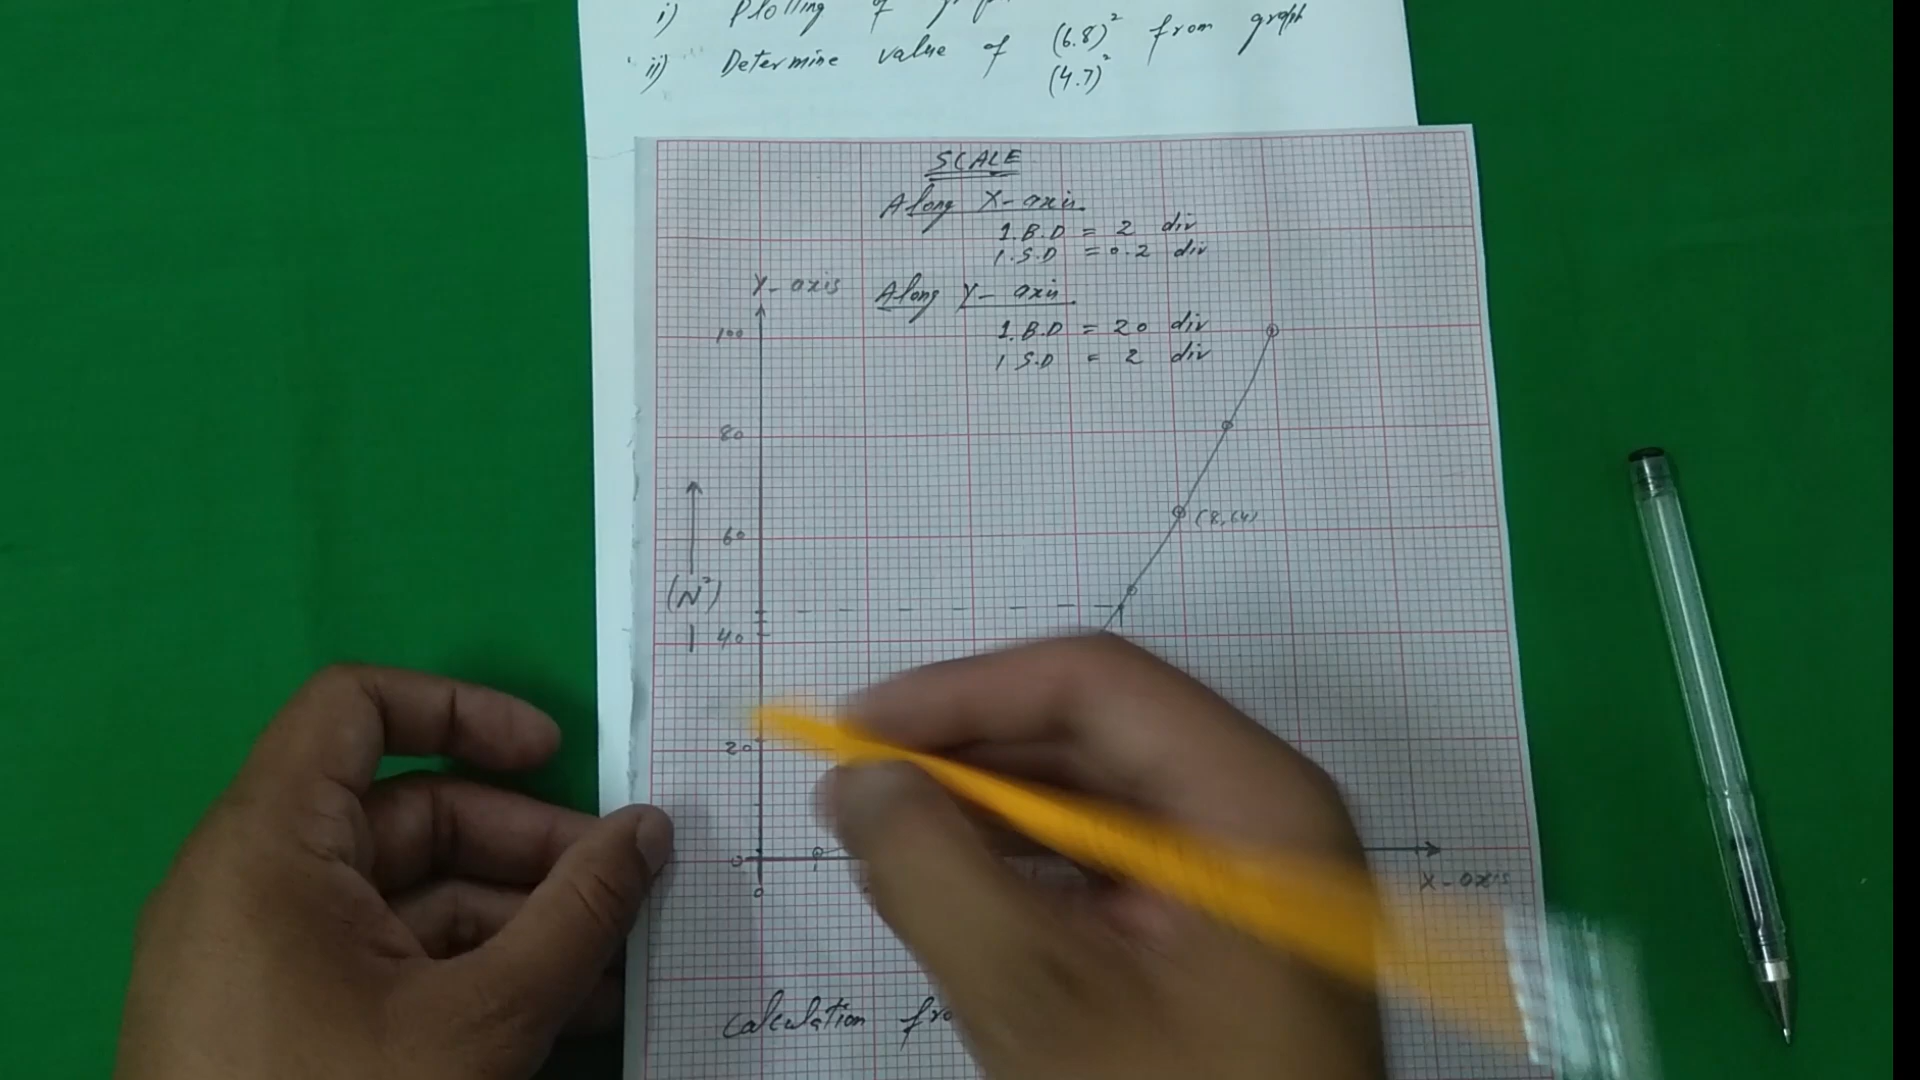 i) Plotting of
ii) Determine value of (6.8)² from graph
(4.7)²
SCALE
Along X-axis
1.B.D = 2 div
1.S.D = 0.2 div
Y-axis
Along Y-axis
1.B.D = 20 div
1 S.D = 2 div
100
80
60
(8,64)
(N²)
40
20
0
0
1
X-axis
Calculation